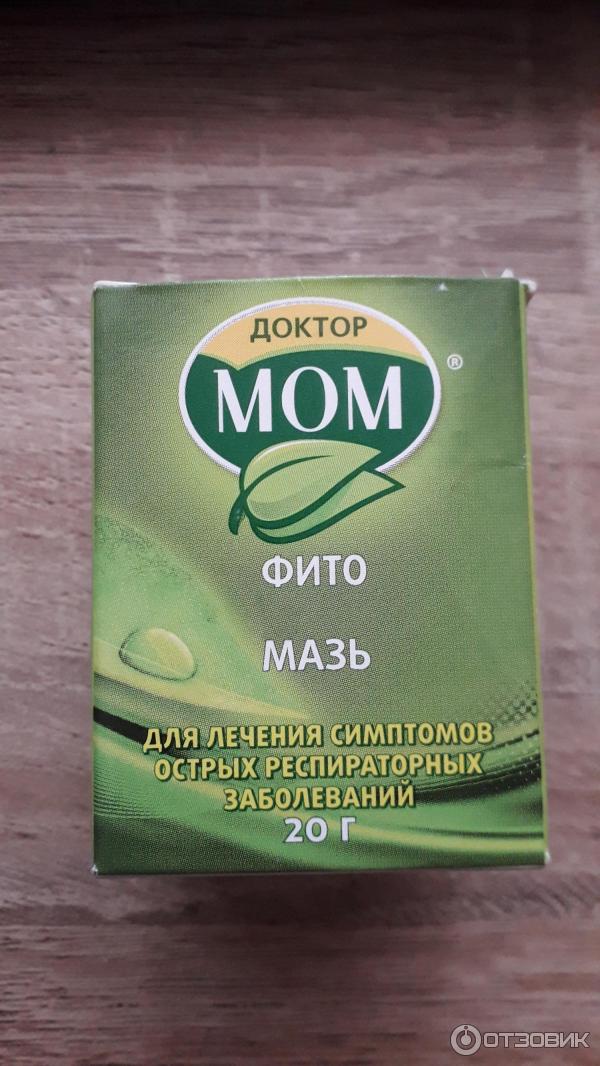 ДОКТОР
МОМ
®
ФИТО
МАЗЬ
ДЛЯ ЛЕЧЕНИЯ СИМПТОМОВ
ОСТРЫХ РЕСПИРАТОРНЫХ
ЗАБОЛЕВАНИЙ
20 Г
ОТЗОВИК